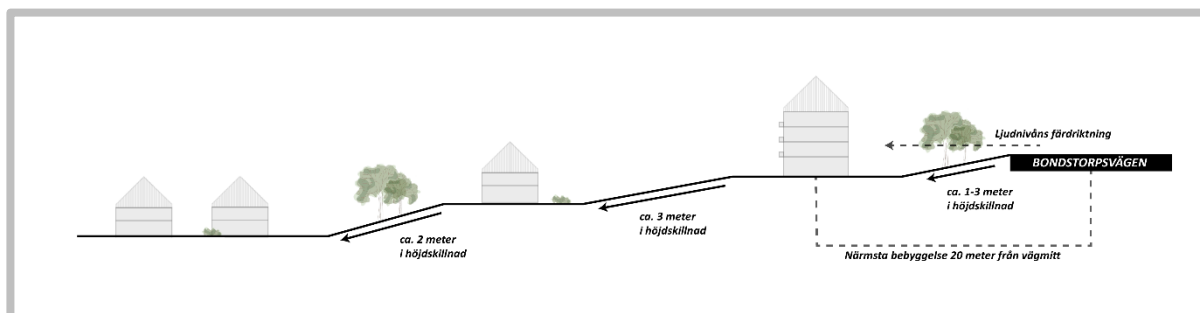 Ljudnivåns färdriktning
BONDSTORPSVÄGEN
ca. 1-3 meter
i höjdskillnad
ca. 3 meter
i höjdskillnad
ca. 2 meter
i höjdskillnad
Närmsta bebyggelse 20 meter från vägmitt